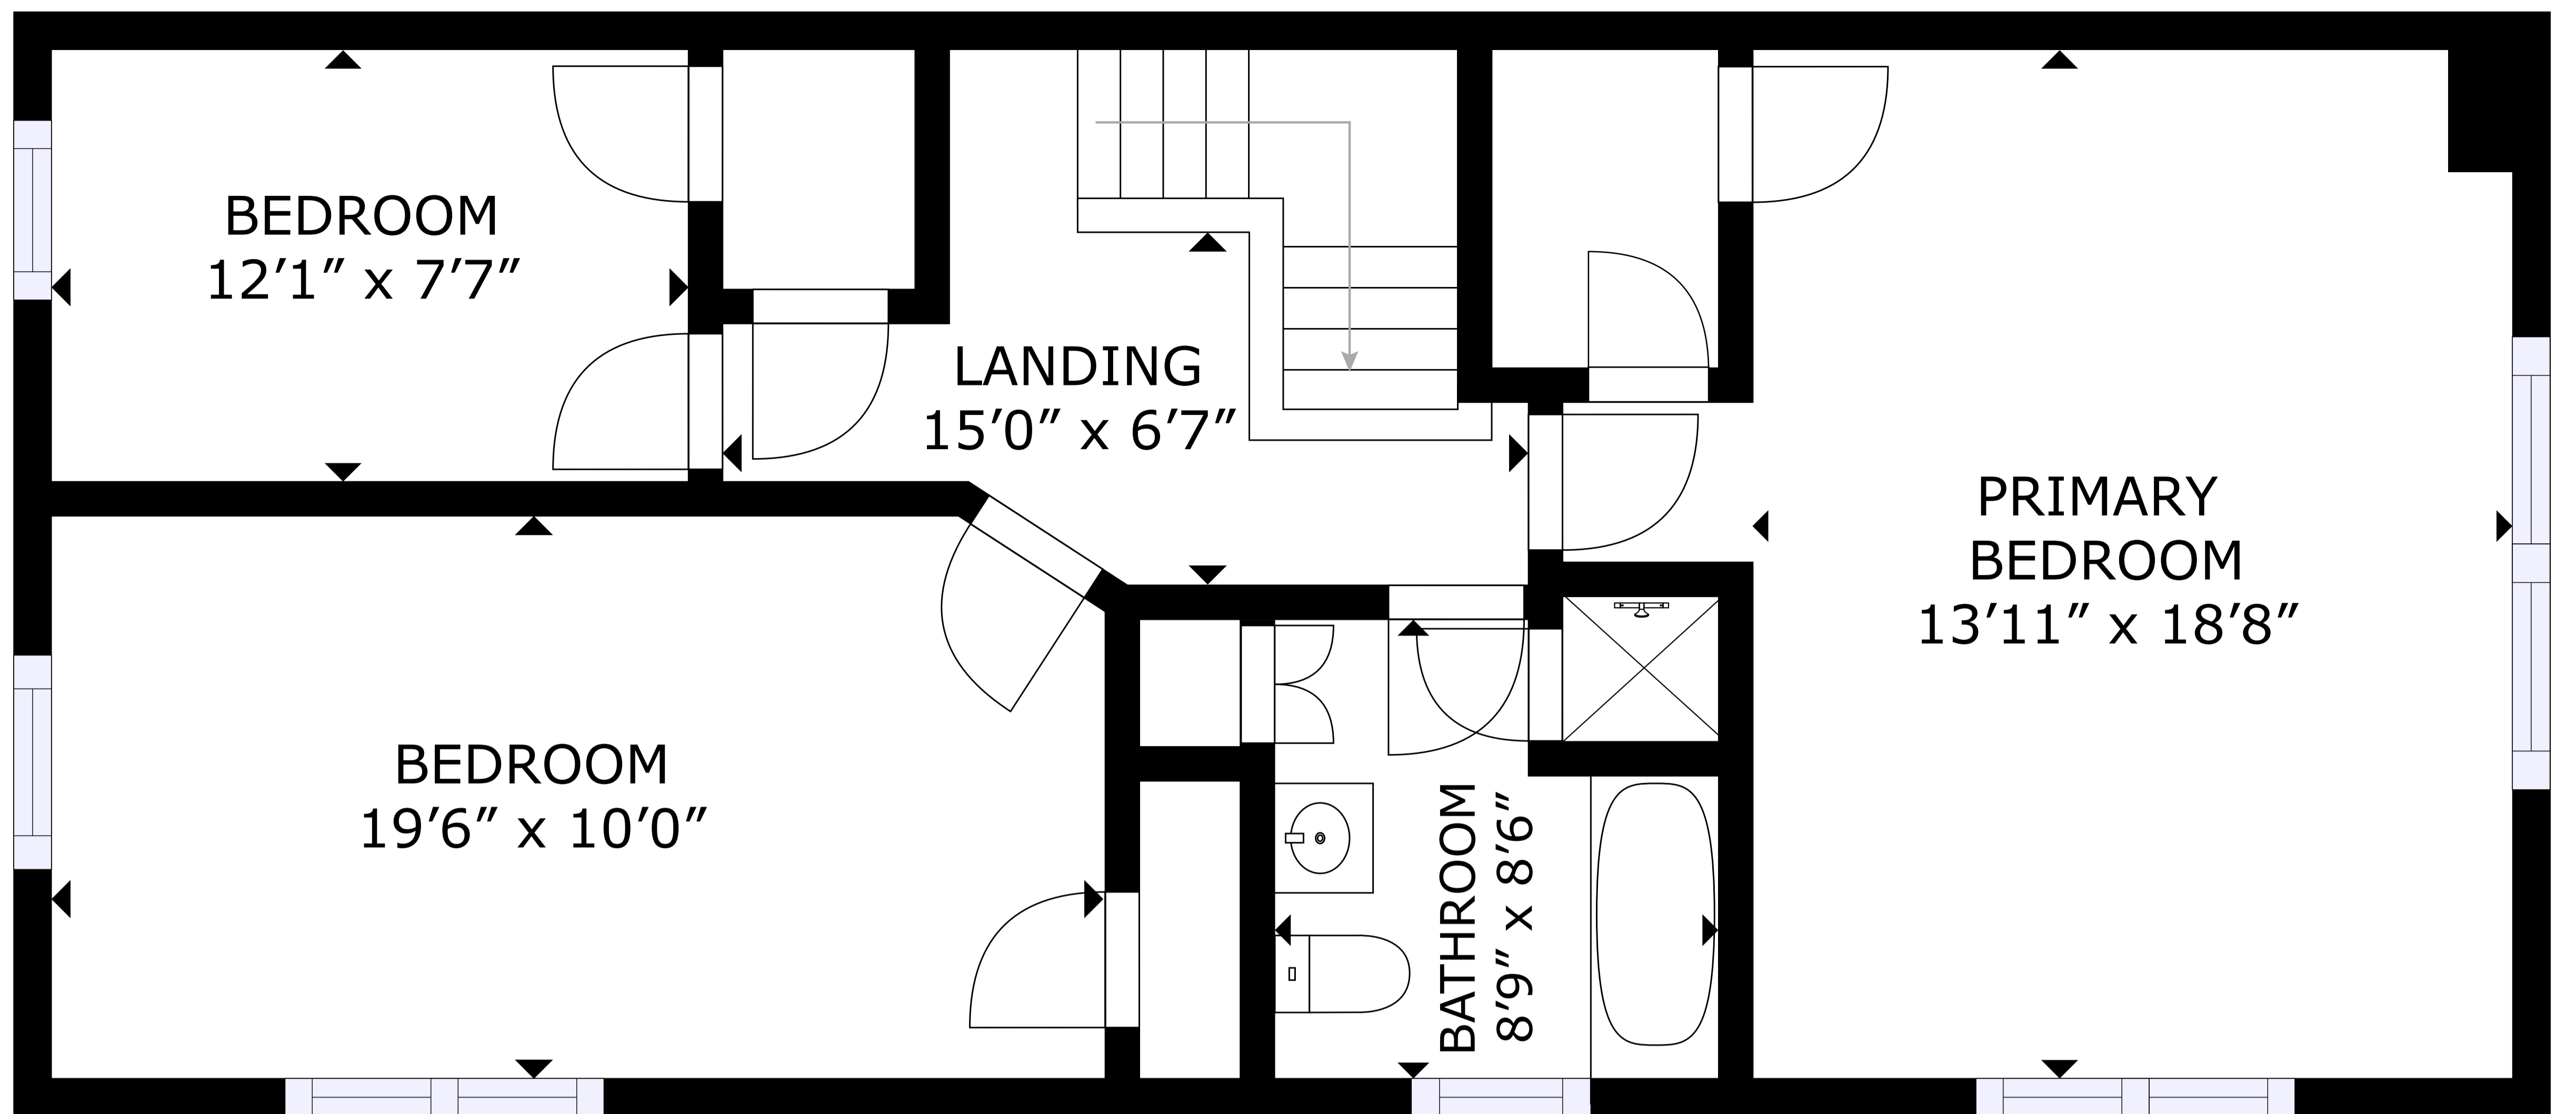 BEDROOM
12′1″ x 7′7″
LANDING
15′0″ x 6′7″
PRIMARY
BEDROOM
13′11″ x 18′8″
BEDROOM
19′6″ x 10′0″
BATHROOM
8′9″ x 8′6″